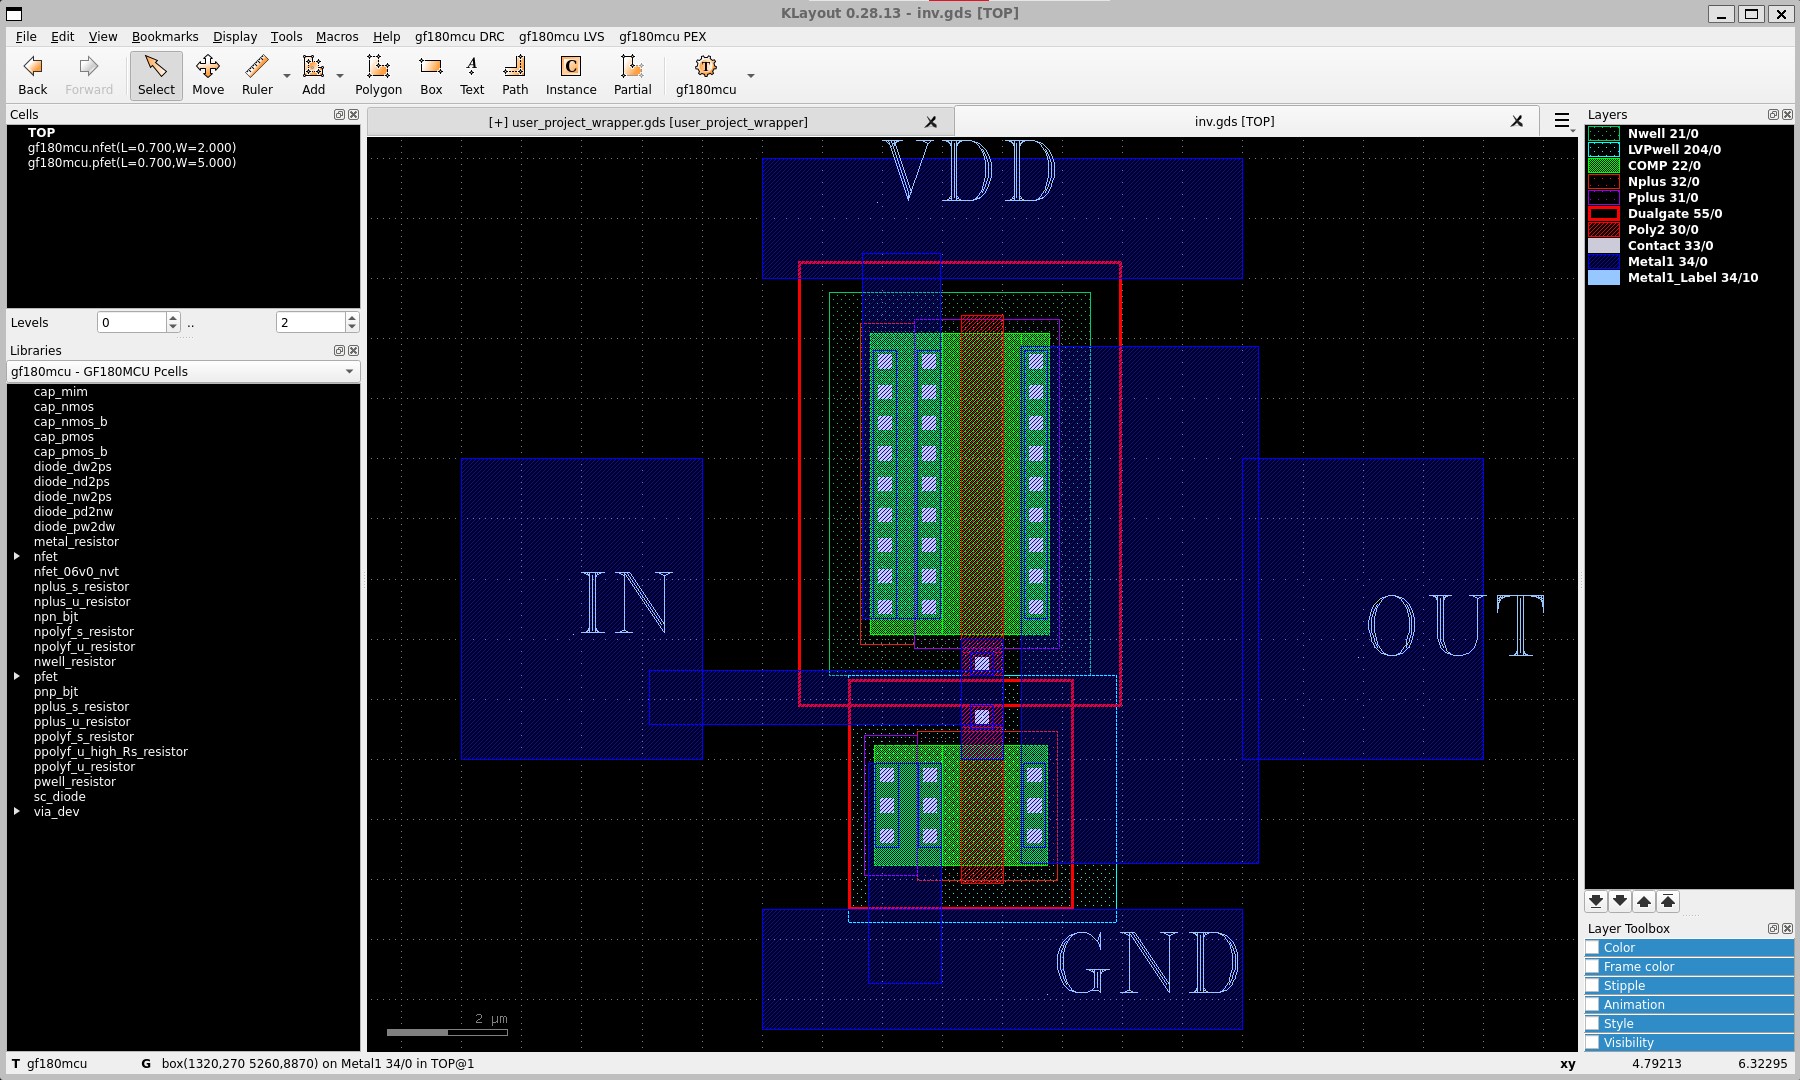 KLayout 0.28.13 - inv.gds [TOP]
File Edit View Bookmarks Display Tools Macros Help gf180mcu DRC gf180mcu LVS gf180mcu PEX
Back Forward Select Move Ruler Add Polygon Box Text Path Instance Partial gf180mcu
Cells
TOP
gf180mcu.nfet(L=0.700,W=2.000)
gf180mcu.pfet(L=0.700,W=5.000)
Levels 0 .. 2
Libraries
gf180mcu - GF180MCU Pcells
cap_mim
cap_nmos
cap_nmos_b
cap_pmos
cap_pmos_b
diode_dw2ps
diode_nd2ps
diode_nw2ps
diode_pd2nw
diode_pw2dw
metal_resistor
nfet
nfet_06v0_nvt
nplus_s_resistor
nplus_u_resistor
npn_bjt
npolyf_s_resistor
npolyf_u_resistor
nwell_resistor
pfet
pnp_bjt
pplus_s_resistor
pplus_u_resistor
ppolyf_s_resistor
ppolyf_u_high_Rs_resistor
ppolyf_u_resistor
pwell_resistor
sc_diode
via_dev
[+] user_project_wrapper.gds [user_project_wrapper]
inv.gds [TOP]
VDD
IN
OUT
GND
2 µm
Layers
Nwell 21/0
LVPwell 204/0
COMP 22/0
Nplus 32/0
Pplus 31/0
Dualgate 55/0
Poly2 30/0
Contact 33/0
Metal1 34/0
Metal1_Label 34/10
Layer Toolbox
Color
Frame color
Stipple
Animation
Style
Visibility
T gf180mcu G box(1320,270 5260,8870) on Metal1 34/0 in TOP@1 xy 4.79213 6.32295